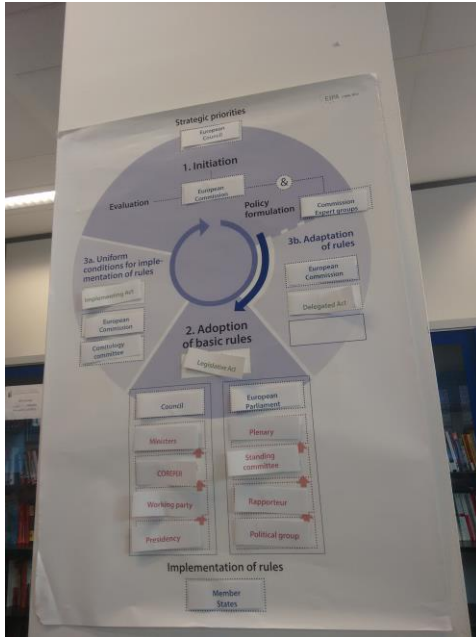 EIPA
Strategic priorities
European
Council
1. Initiation
European
Commission
&
Evaluation
Policy
formulation
Commission
Expert groups
3a. Uniform
conditions for imple-
mentation of rules
3b. Adaptation
of rules
Implementing Act
European
Commission
Comitology
committee
European
Commission
Delegated Act
2. Adoption
of basic rules
Legislative Act
Council
Ministers
COREPER
Working party
Presidency
European
Parliament
Plenary
Standing
committee
Rapporteur
Political group
Implementation of rules
Member
States